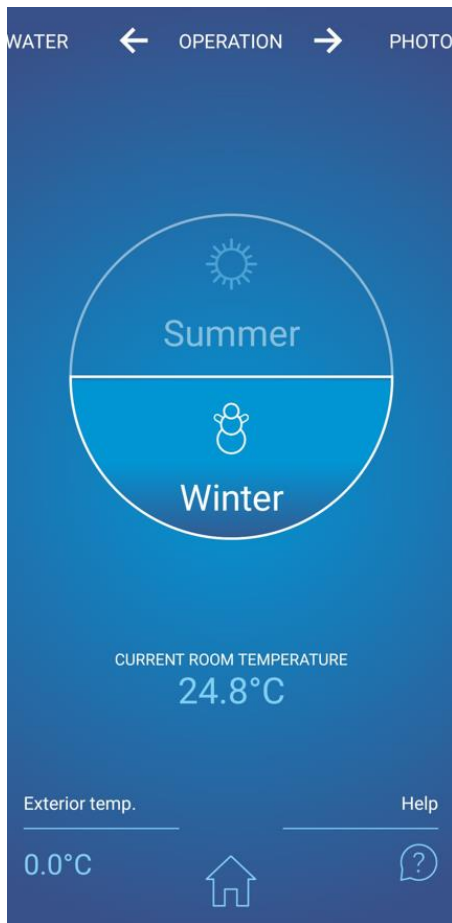 WATER ← OPERATION → PHOTO
Summer
Winter
CURRENT ROOM TEMPERATURE
24.8°C
Exterior temp. Help
0.0°C ?